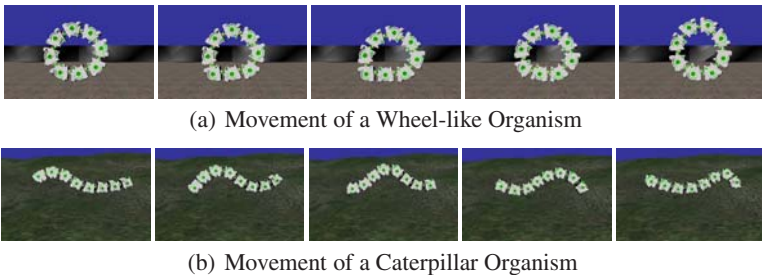 (a) Movement of a Wheel-like Organism
(b) Movement of a Caterpillar Organism